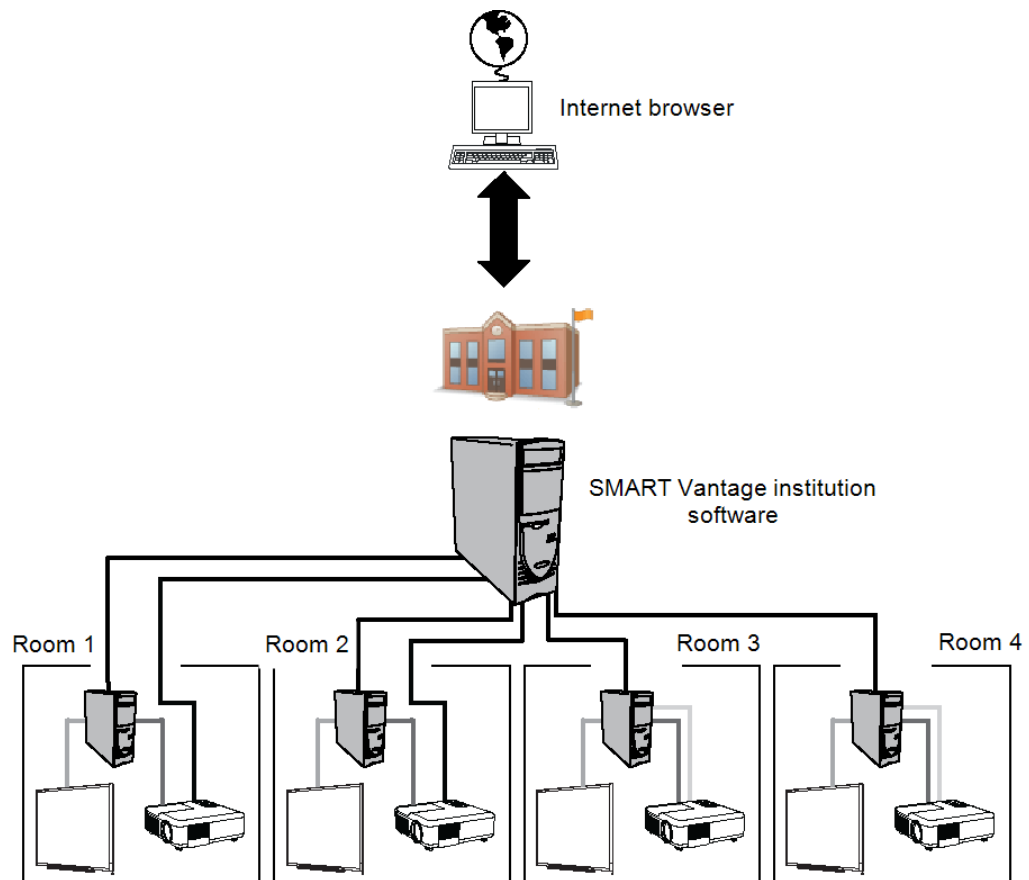 Internet browser
SMART Vantage institution
software
Room 1
Room 2
Room 3
Room 4